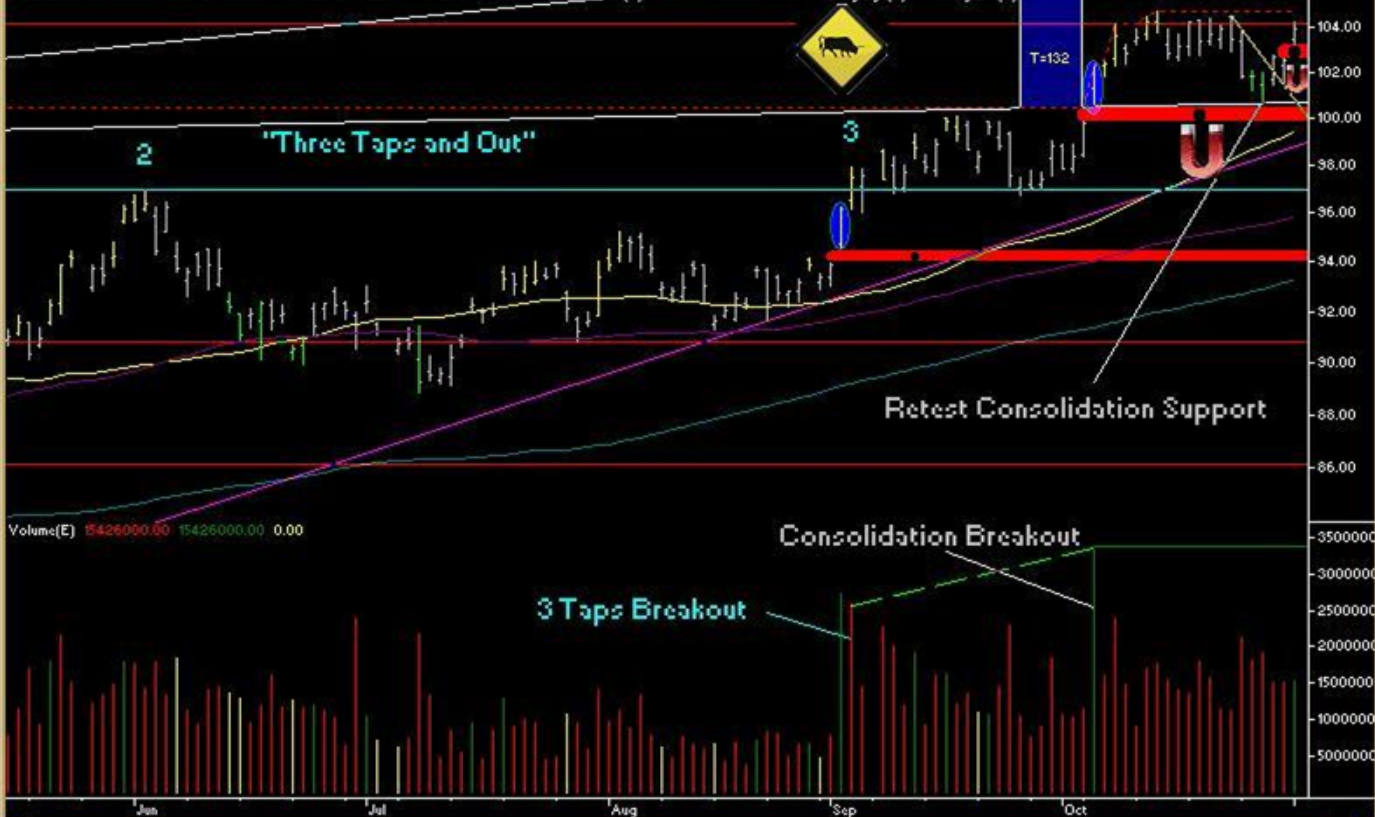 104.00
T=132
102.00
100.00
"Three Taps and Out"
3
2
98.00
96.00
94.00
92.00
90.00
Retest Consolidation Support
88.00
86.00
Volume(E) 15426000.00 15426000.00 0.00
Consolidation Breakout
3500000
3000000
3 Taps Breakout
2500000
2000000
1500000
1000000
5000000
Jun
Jul
Aug
Sep
Oct